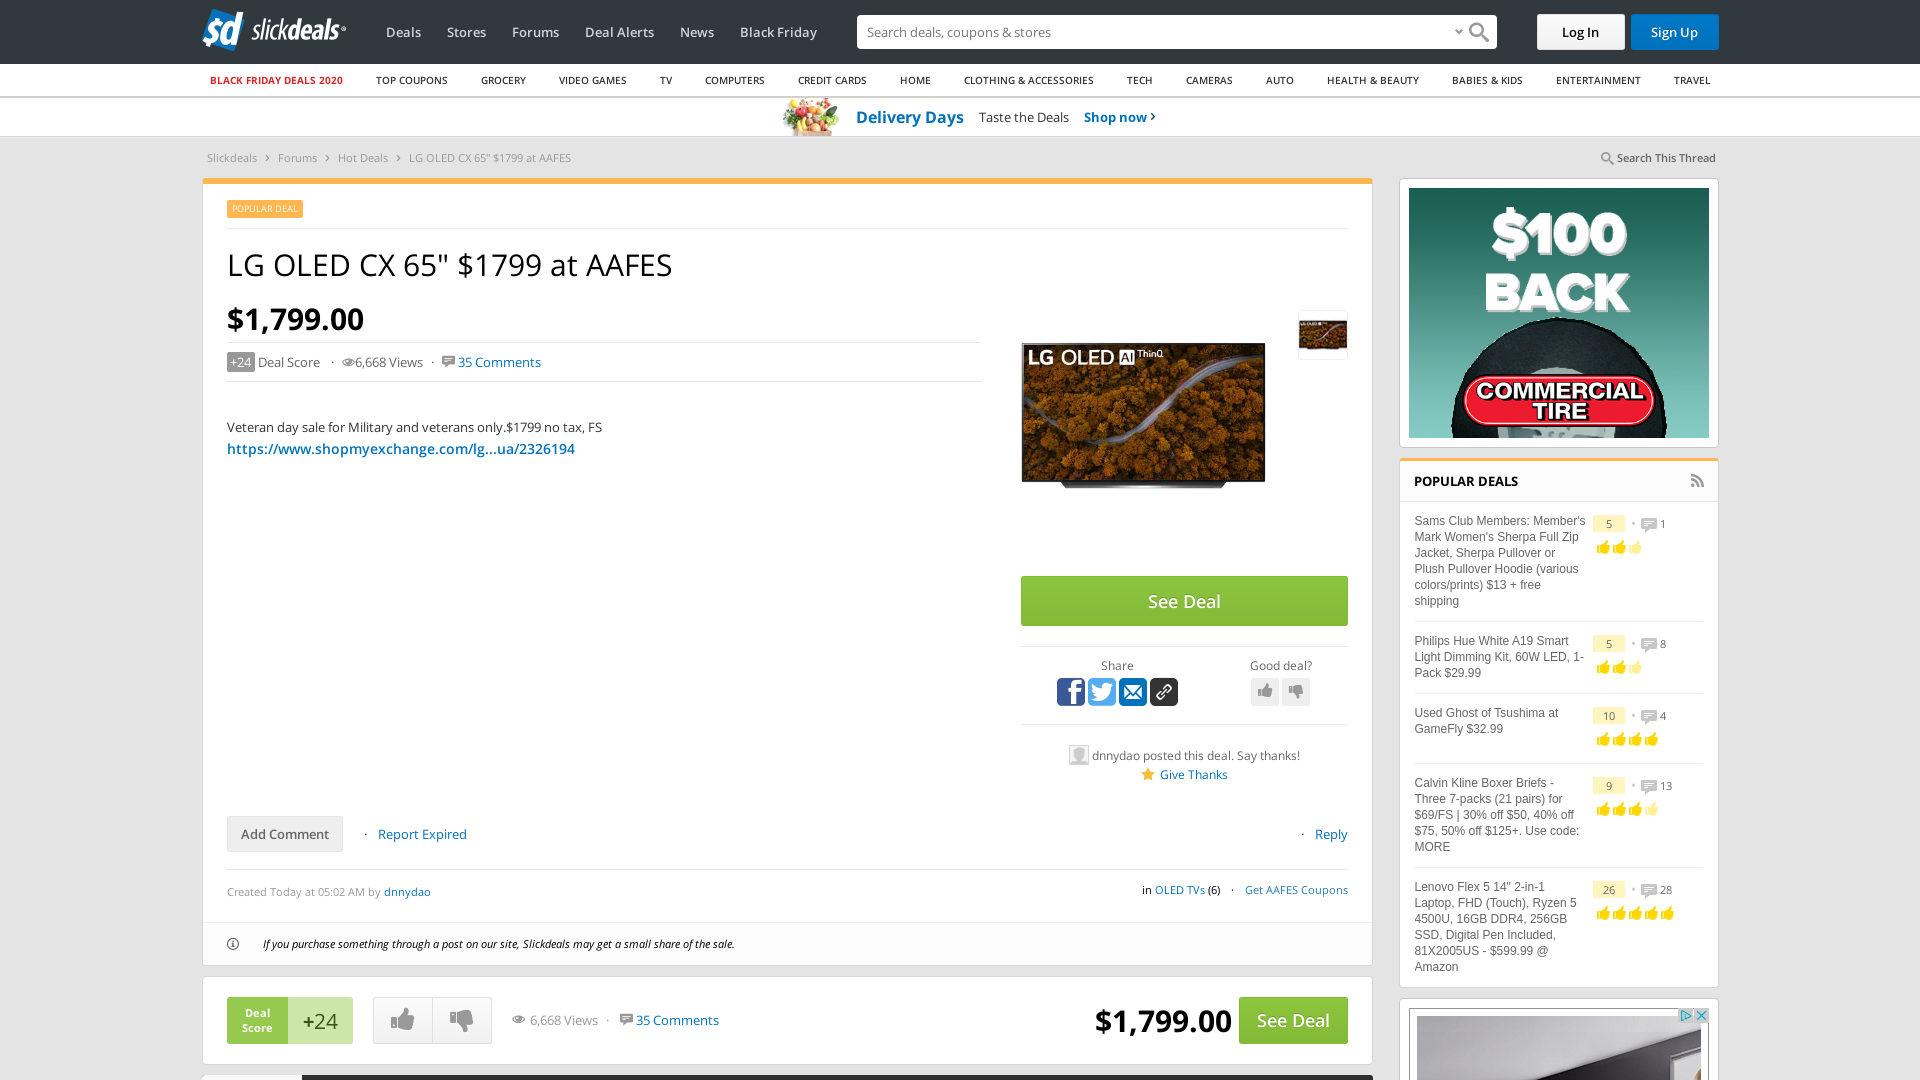 slickdeals
Deals
Stores
Forums
Deal Alerts
News
Black Friday
Search deals, coupons & stores
Log In
Sign Up
BLACK FRIDAY DEALS 2020
TOP COUPONS
GROCERY
VIDEO GAMES
TV
COMPUTERS
CREDIT CARDS
HOME
CLOTHING & ACCESSORIES
TECH
CAMERAS
AUTO
HEALTH & BEAUTY
BABIES & KIDS
ENTERTAINMENT
TRAVEL
Delivery Days Taste the Deals Shop now
Slickdeals > Forums > Hot Deals > LG OLED CX 65" $1799 at AAFES
Search This Thread
POPULAR DEAL
LG OLED CX 65" $1799 at AAFES
$1,799.00
+24 Deal Score · 6,668 Views · 35 Comments
Veteran day sale for Military and veterans only.$1799 no tax, FS
https://www.shopmyexchange.com/lg...ua/2326194
LG OLED AI ThinQ
See Deal
Share
Good deal?
dnnydao posted this deal. Say thanks!
Give Thanks
Add Comment
· Report Expired
· Reply
Created Today at 05:02 AM by dnnydao
in OLED TVs (6) · Get AAFES Coupons
If you purchase something through a post on our site, Slickdeals may get a small share of the sale.
Deal
Score
+24
6,668 Views · 35 Comments
$1,799.00
See Deal
$100
BACK
COMMERCIAL
TIRE
POPULAR DEALS
Sams Club Members: Member's
Mark Women's Sherpa Full Zip
Jacket, Sherpa Pullover or
Plush Pullover Hoodie (various
colors/prints) $13 + free
shipping
5 • 1
Philips Hue White A19 Smart
Light Dimming Kit, 60W LED, 1-
Pack $29.99
5 • 8
Used Ghost of Tsushima at
GameFly $32.99
10 • 4
Calvin Kline Boxer Briefs -
Three 7-packs (21 pairs) for
$69/FS | 30% off $50, 40% off
$75, 50% off $125+. Use code:
MORE
9 • 13
Lenovo Flex 5 14" 2-in-1
Laptop, FHD (Touch), Ryzen 5
4500U, 16GB DDR4, 256GB
SSD, Digital Pen Included,
81X2005US - $599.99 @
Amazon
26 • 28